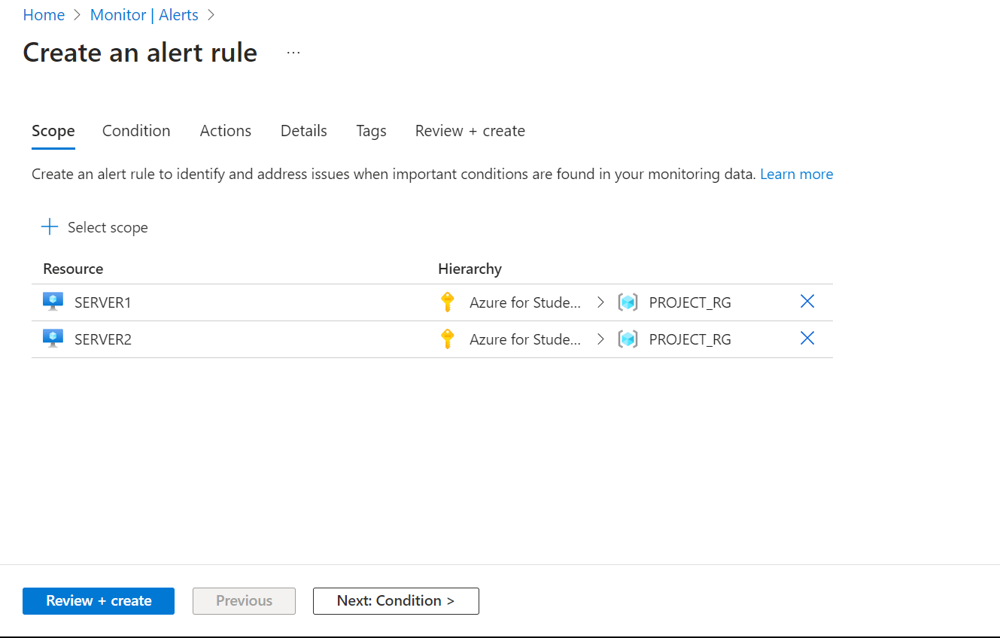 Home > Monitor | Alerts >
Create an alert rule ...
Scope Condition Actions Details Tags Review + create
Create an alert rule to identify and address issues when important conditions are found in your monitoring data. Learn more
+ Select scope
Resource Hierarchy
SERVER1 Azure for Stude... > PROJECT_RG
SERVER2 Azure for Stude... > PROJECT_RG
Review + create Previous Next: Condition >